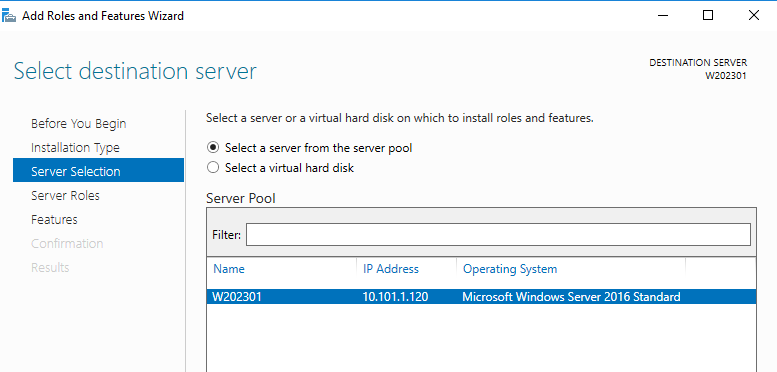 Add Roles and Features Wizard
Select destination server
DESTINATION SERVER
W202301
Before You Begin
Installation Type
Server Selection
Server Roles
Features
Confirmation
Results
Select a server or a virtual hard disk on which to install roles and features.
Select a server from the server pool
Select a virtual hard disk
Server Pool
Filter:
Name IP Address Operating System
W202301 10.101.1.120 Microsoft Windows Server 2016 Standard